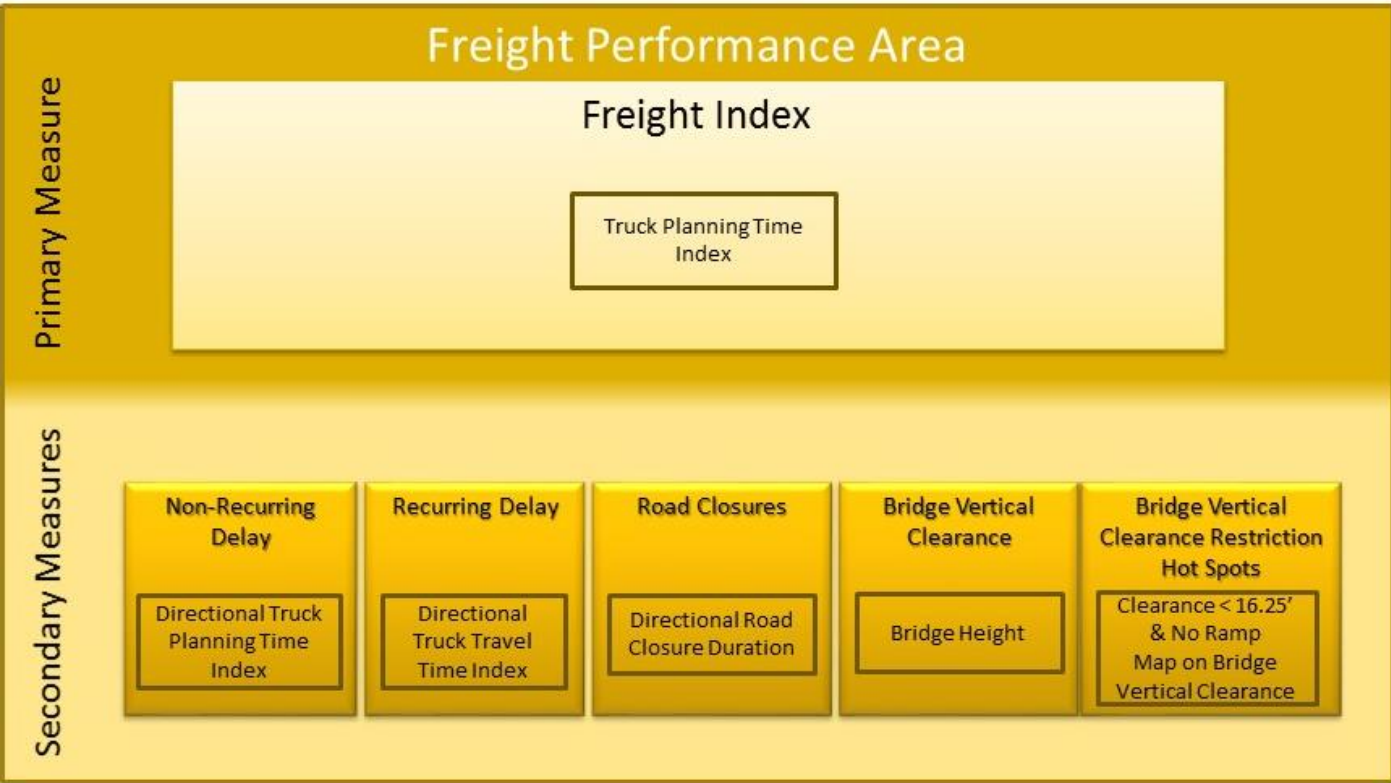 Freight Performance Area
Primary Measure
Freight Index
Truck Planning Time
Index
Secondary Measures
Non-Recurring
Delay
Directional Truck
Planning Time
Index
Recurring Delay
Directional
Truck Travel
Time Index
Road Closures
Directional Road
Closure Duration
Bridge Vertical
Clearance
Bridge Height
Bridge Vertical
Clearance Restriction
Hot Spots
Clearance < 16.25’
& No Ramp
Map on Bridge
Vertical Clearance